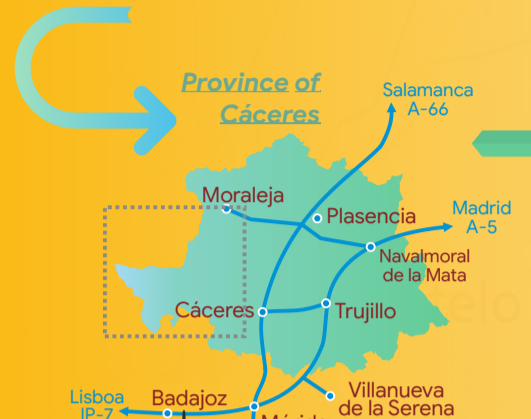 Province of
Cáceres
Salamanca
A-66
Moraleja
Plasencia
Madrid
A-5
Navalmoral
de la Mata
Cáceres
Trujillo
Lisboa
IP-7
Badajoz
Villanueva
de la Serena